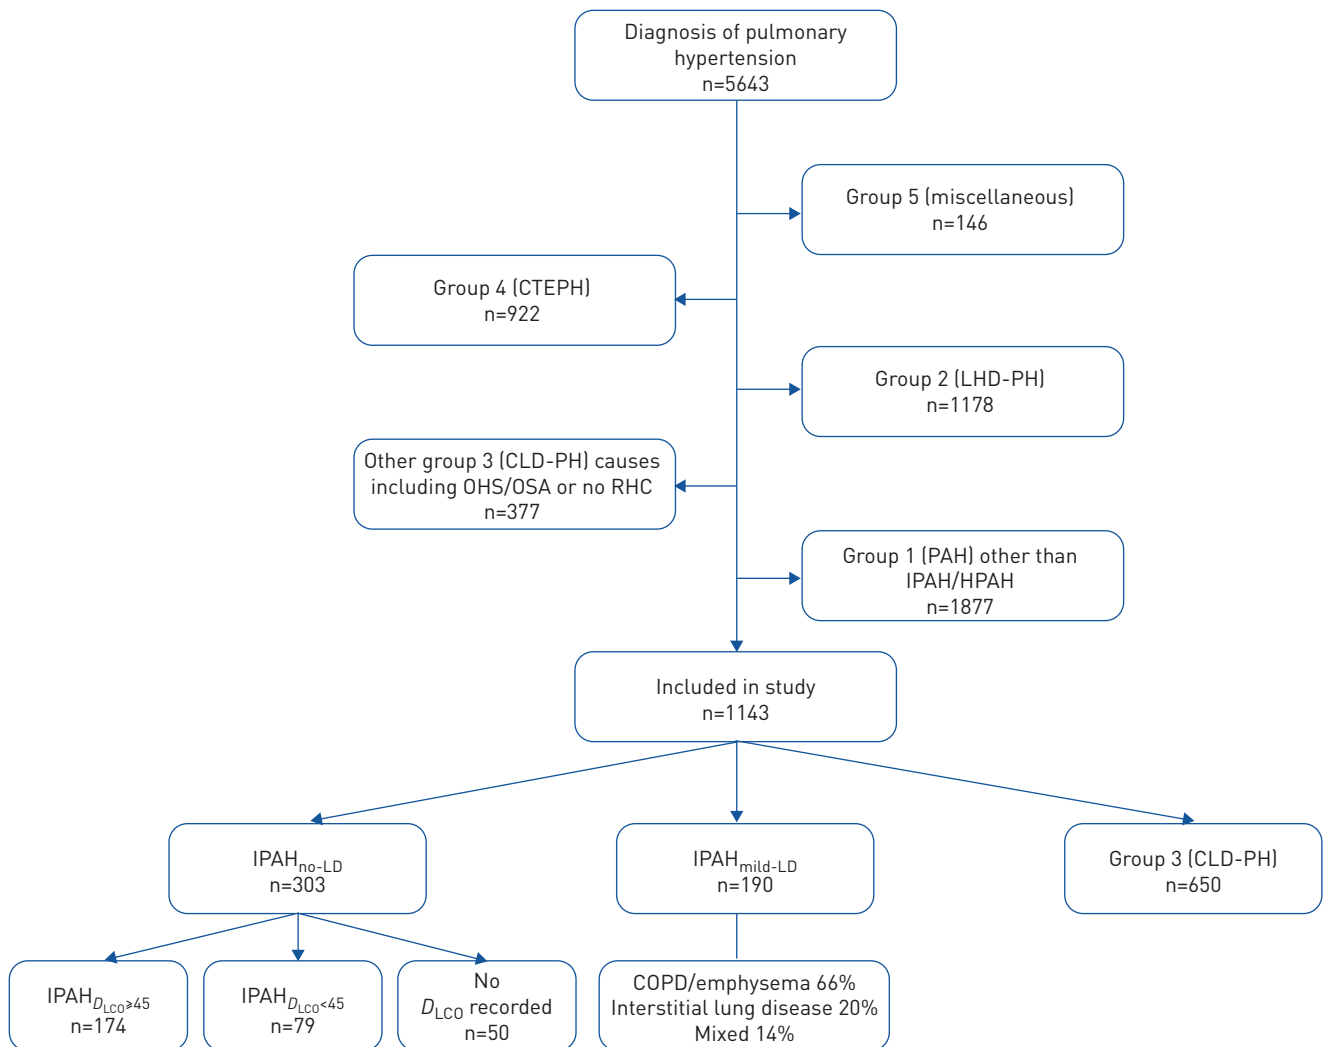 Diagnosis of pulmonary
hypertension
n=5643
Group 5 (miscellaneous)
n=146
Group 4 (CTEPH)
n=922
Group 2 (LHD-PH)
n=1178
Other group 3 (CLD-PH) causes
including OHS/OSA or no RHC
n=377
Group 1 (PAH) other than
IPAH/HPAH
n=1877
Included in study
n=1143
IPAHno-LD
n=303
IPAHmild-LD
n=190
Group 3 (CLD-PH)
n=650
IPAHDLCO≥45
n=174
IPAHDLCO<45
n=79
No
DLCO recorded
n=50
COPD/emphysema 66%
Interstitial lung disease 20%
Mixed 14%